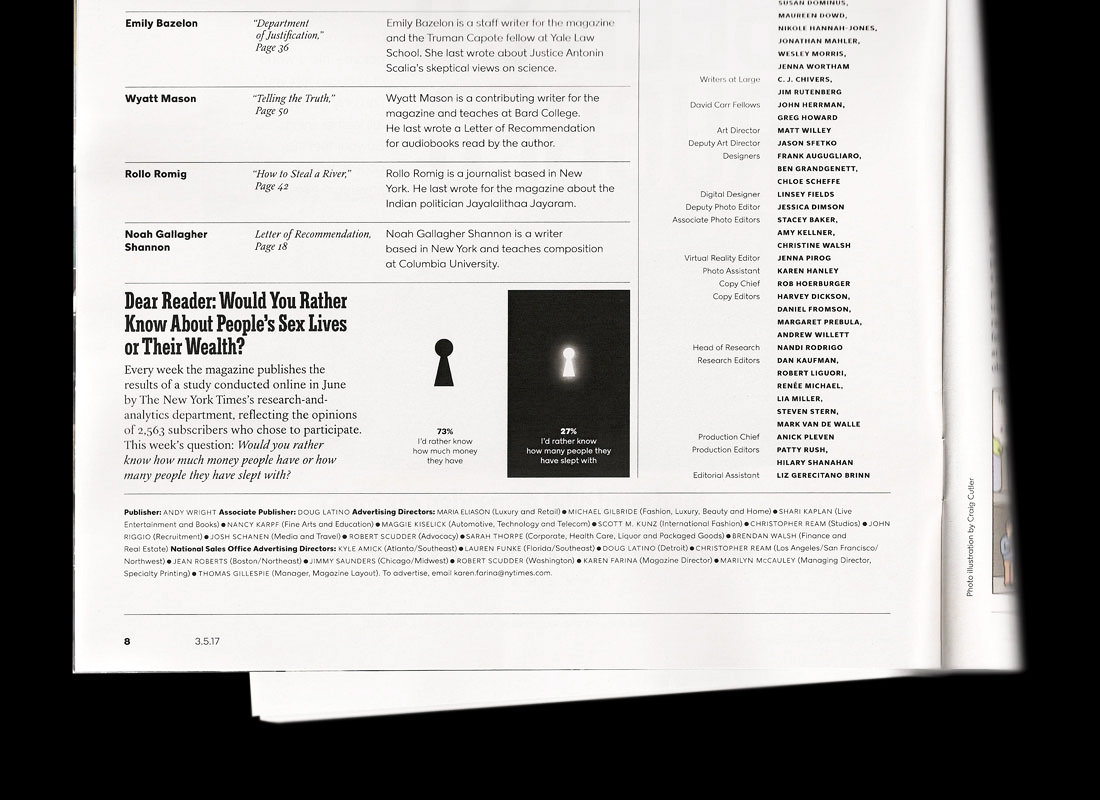 Emily Bazelon
“Department
of Justification,”
Page 36
Emily Bazelon is a staff writer for the magazine
and the Truman Capote fellow at Yale Law
School. She last wrote about Justice Antonin
Scalia’s skeptical views on science.
Wyatt Mason
“Telling the Truth,”
Page 50
Wyatt Mason is a contributing writer for the
magazine and teaches at Bard College.
He last wrote a Letter of Recommendation
for audiobooks read by the author.
Rollo Romig
“How to Steal a River,”
Page 42
Rollo Romig is a journalist based in New
York. He last wrote for the magazine about the
Indian politician Jayalalithaa Jayaram.
Noah Gallagher
Shannon
Letter of Recommendation,
Page 18
Noah Gallagher Shannon is a writer
based in New York and teaches composition
at Columbia University.
Dear Reader: Would You Rather
Know About People’s Sex Lives
or Their Wealth?
Every week the magazine publishes the
results of a study conducted online in June
by The New York Times’s research-and-
analytics department, reflecting the opinions
of 2,563 subscribers who chose to participate.
This week’s question: Would you rather
know how much money people have or how
many people they have slept with?
73%
I’d rather know
how much money
they have
27%
I’d rather know
how many people they
have slept with
SUSAN DOMINUS,
MAUREEN DOWD,
NIKOLE HANNAH-JONES,
JONATHAN MAHLER,
WESLEY MORRIS,
JENNA WORTHAM
Writers at Large C. J. CHIVERS,
JIM RUTENBERG
David Carr Fellows JOHN HERRMAN,
GREG HOWARD
Art Director MATT WILLEY
Deputy Art Director JASON SFETKO
Designers FRANK AUGUGLIARO,
BEN GRANDGENETT,
CHLOE SCHEFFE
Digital Designer LINSEY FIELDS
Deputy Photo Editor JESSICA DIMSON
Associate Photo Editors STACEY BAKER,
AMY KELLNER,
CHRISTINE WALSH
Virtual Reality Editor JENNA PIROG
Photo Assistant KAREN HANLEY
Copy Chief ROB HOERBURGER
Copy Editors HARVEY DICKSON,
DANIEL FROMSON,
MARGARET PREBULA,
ANDREW WILLETT
Head of Research NANDI RODRIGO
Research Editors DAN KAUFMAN,
ROBERT LIGUORI,
RENÉE MICHAEL,
LIA MILLER,
STEVEN STERN,
MARK VAN DE WALLE
Production Chief ANICK PLEVEN
Production Editors PATTY RUSH,
HILARY SHANAHAN
Editorial Assistant LIZ GERECITANO BRINN
Publisher: ANDY WRIGHT Associate Publisher: DOUG LATINO Advertising Directors: MARIA ELIASON (Luxury and Retail) ● MICHAEL GILBRIDE (Fashion, Luxury, Beauty and Home) ● SHARI KAPLAN (Live
Entertainment and Books) ● NANCY KARPF (Fine Arts and Education) ● MAGGIE KISELICK (Automotive, Technology and Telecom) ● SCOTT M. KUNZ (International Fashion) ● CHRISTOPHER REAM (Studios) ● JOHN
RIGGIO (Recruitment) ● JOSH SCHANEN (Media and Travel) ● ROBERT SCUDDER (Advocacy) ● SARAH THORPE (Corporate, Health Care, Liquor and Packaged Goods) ● BRENDAN WALSH (Finance and
Real Estate) National Sales Office Advertising Directors: KYLE AMICK (Atlanta/Southeast) ● LAUREN FUNKE (Florida/Southeast) ● DOUG LATINO (Detroit) ● CHRISTOPHER REAM (Los Angeles/San Francisco/
Northwest) ● JEAN ROBERTS (Boston/Northeast) ● JIMMY SAUNDERS (Chicago/Midwest) ● ROBERT SCUDDER (Washington) ● KAREN FARINA (Magazine Director) ● MARILYN McCAULEY (Managing Director,
Specialty Printing) ● THOMAS GILLESPIE (Manager, Magazine Layout). To advertise, email karen.farina@nytimes.com.
8 3.5.17
Photo illustration by Craig Cutler